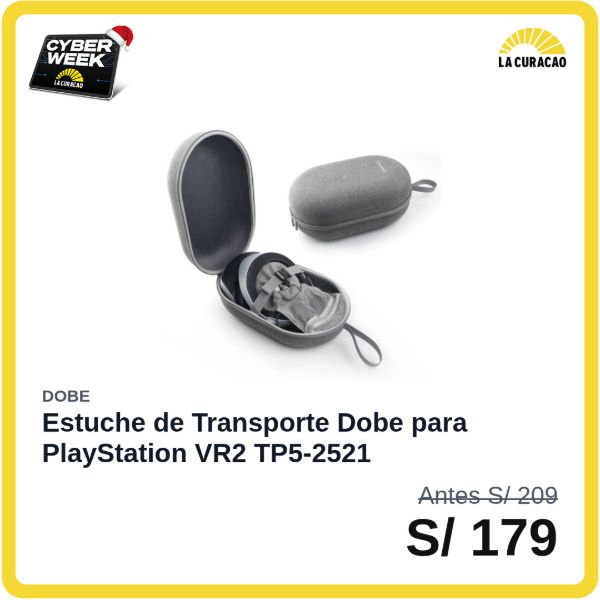 CYBER
WEEK
LA CURACAO
LA CURACAO
DOBE
Estuche de Transporte Dobe para
PlayStation VR2 TP5-2521
Antes S/ 209
S/ 179